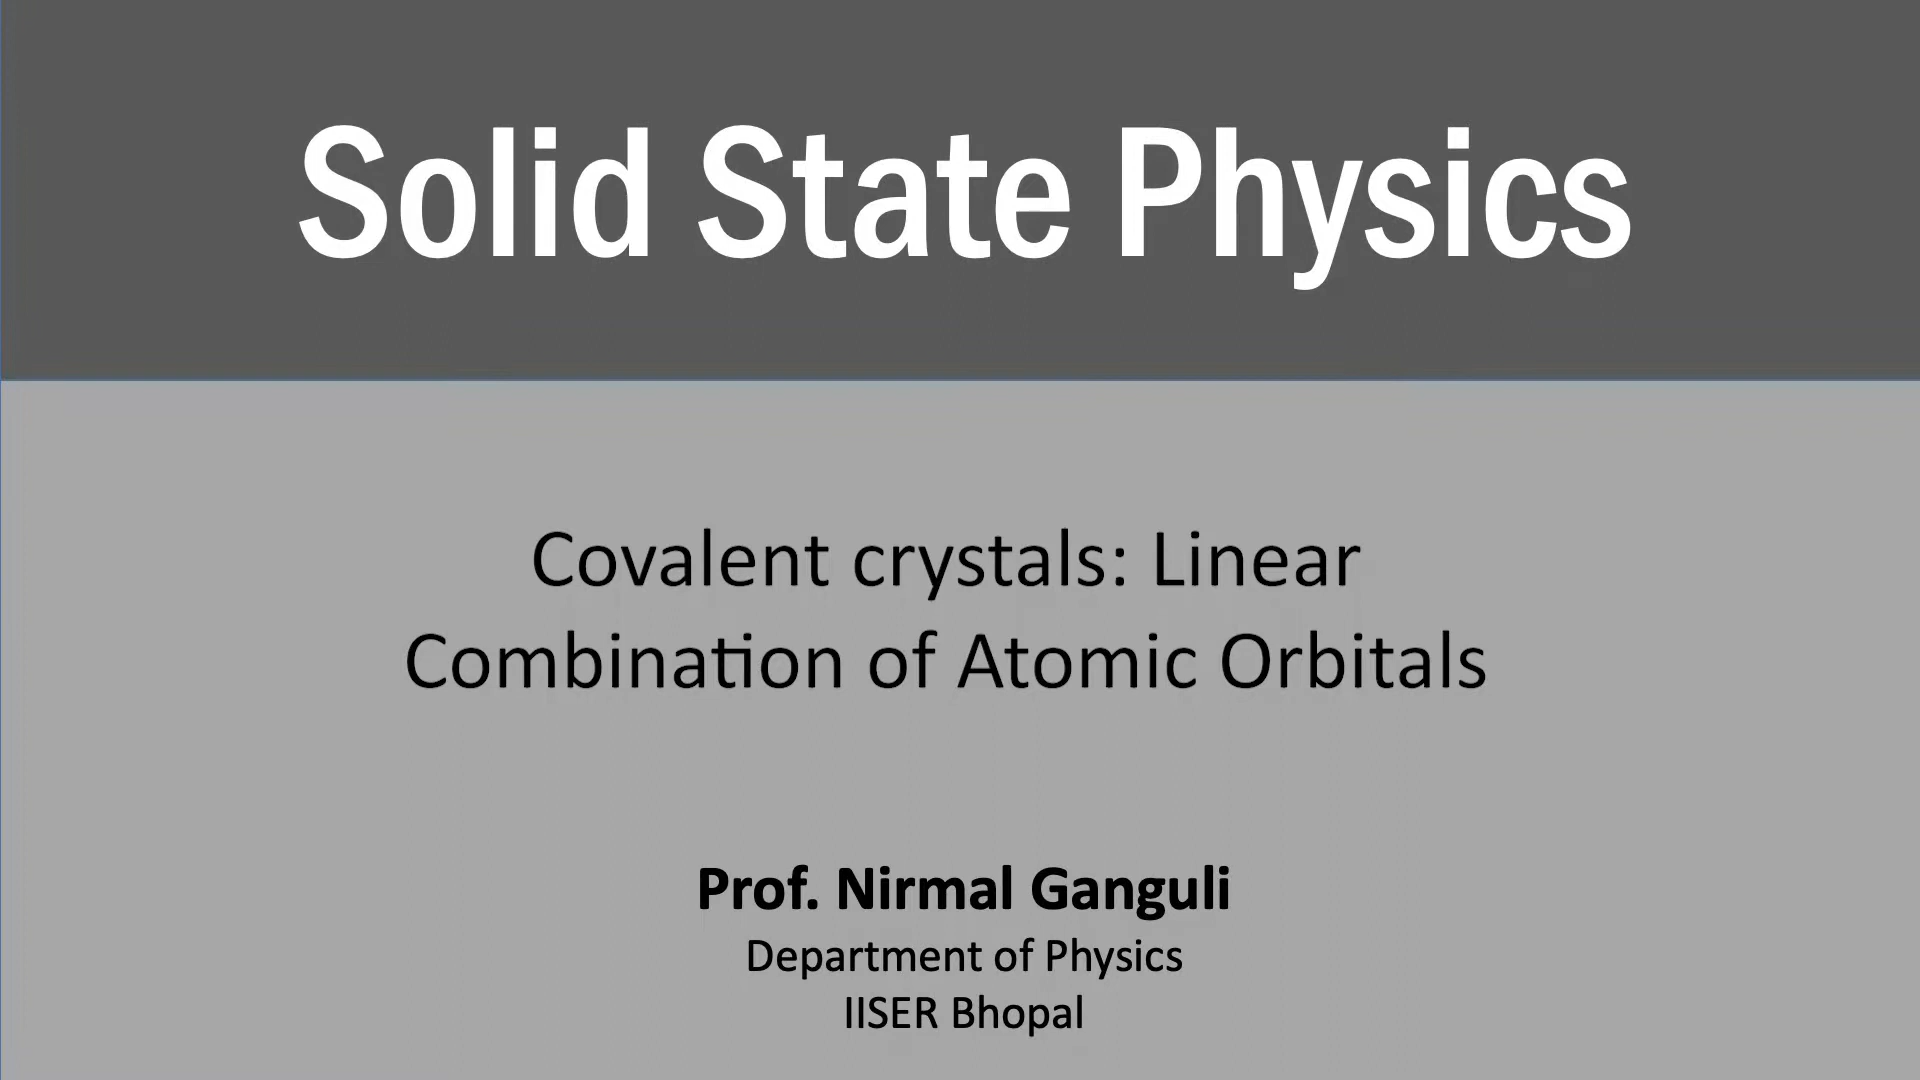 Solid State Physics
Covalent crystals: Linear
Combination of Atomic Orbitals
Prof. Nirmal Ganguli
Department of Physics
IISER Bhopal